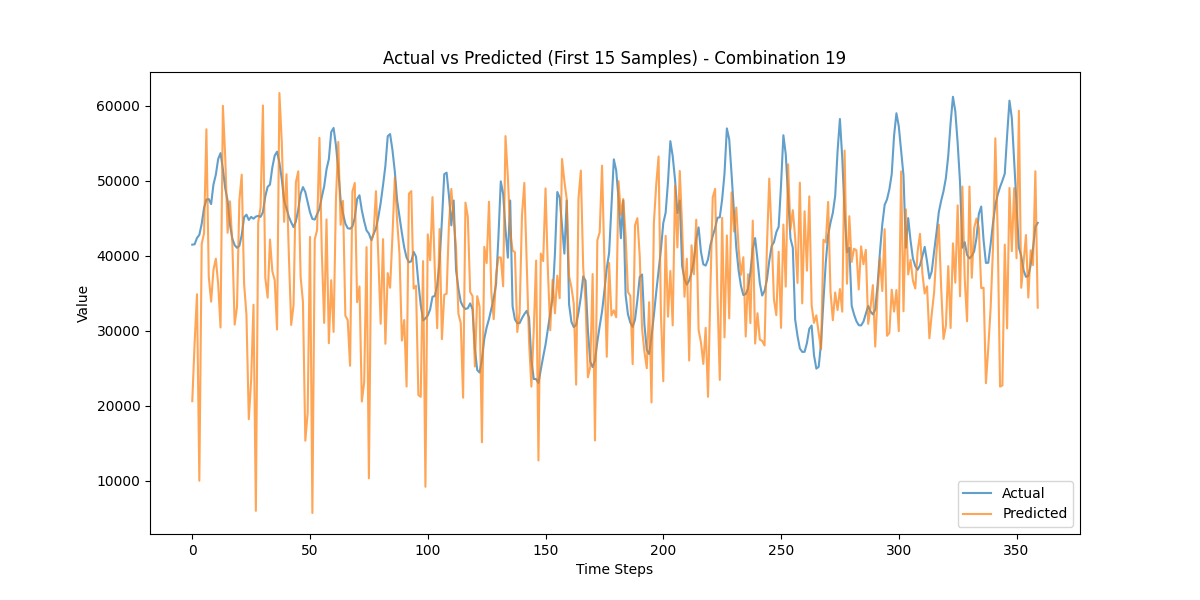 Actual vs Predicted (First 15 Samples) - Combination 19
Value
60000
50000
40000
30000
20000
10000
0
50
100
150
200
250
300
350
Time Steps
Actual
Predicted